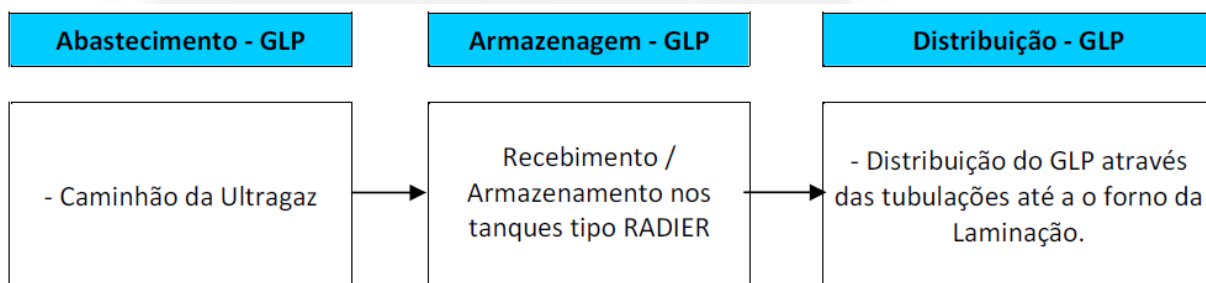 Abastecimento - GLP
Armazenagem - GLP
Distribuição - GLP
- Caminhão da Ultragaz
Recebimento /
Armazenamento nos
tanques tipo RADIER
- Distribuição do GLP através
das tubulações até a o forno da
Laminação.